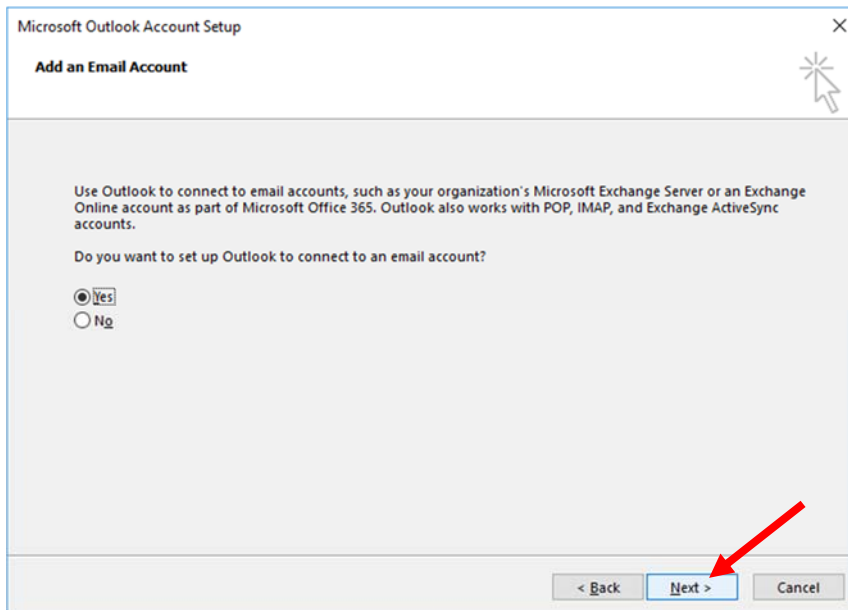 Microsoft Outlook Account Setup
Add an Email Account
Use Outlook to connect to email accounts, such as your organization's Microsoft Exchange Server or an Exchange
Online account as part of Microsoft Office 365. Outlook also works with POP, IMAP, and Exchange ActiveSync
accounts.
Do you want to set up Outlook to connect to an email account?
Yes
No
< Back Next > Cancel